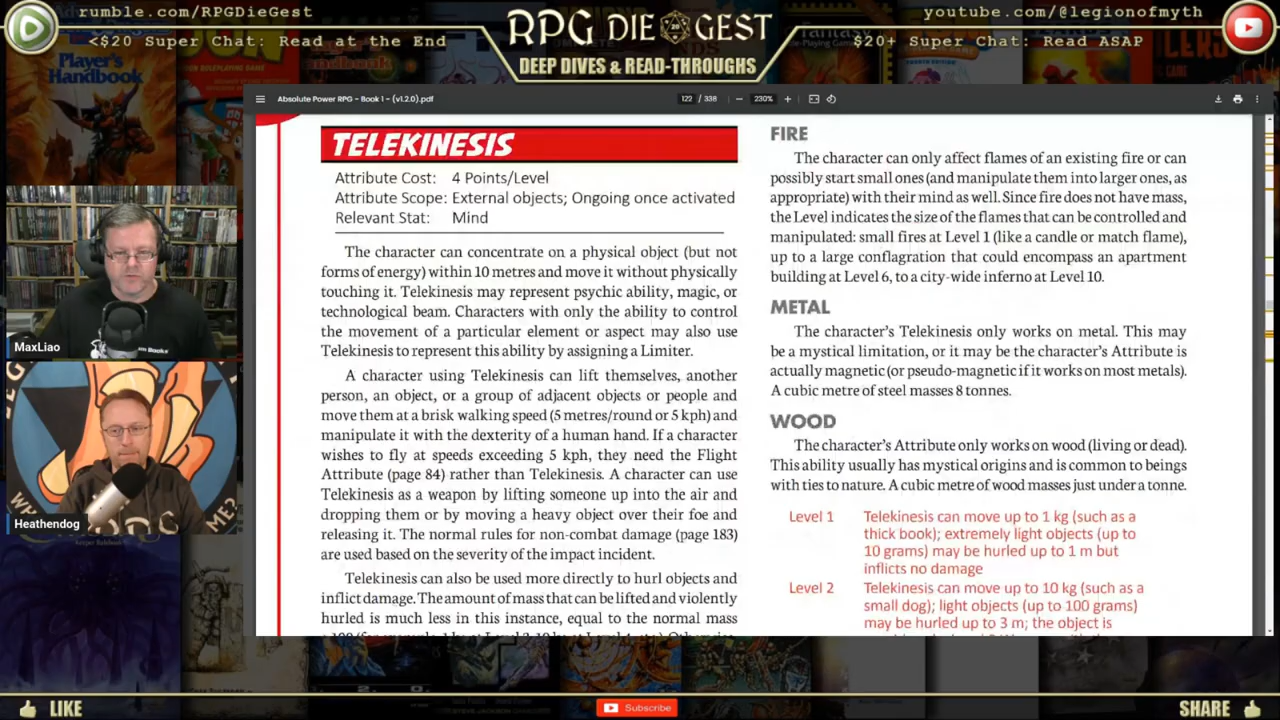 rumble.com/RPGDieGest
<$20 Super Chat: Read at the End
RPG DIE GEST
DEEP DIVES & READ-THROUGHS
youtube.com/@legionofmyth
$20+ Super Chat: Read ASAP
Player's
Handbook
Absolute Power RPG - Book 1 - (v1.2.0).pdf
122 / 338
230%
TELEKINESIS
Attribute Cost: 4 Points/Level
Attribute Scope: External objects; Ongoing once activated
Relevant Stat: Mind
The character can concentrate on a physical object (but not
forms of energy) within 10 metres and move it without physically
touching it. Telekinesis may represent psychic ability, magic, or
technological beam. Characters with only the ability to control
the movement of a particular element or aspect may also use
Telekinesis to represent this ability by assigning a Limiter.
A character using Telekinesis can lift themselves, another
person, an object, or a group of adjacent objects or people and
move them at a brisk walking speed (5 metres/round or 5 kph) and
manipulate it with the dexterity of a human hand. If a character
wishes to fly at speeds exceeding 5 kph, they need the Flight
Attribute (page 84) rather than Telekinesis. A character can use
Telekinesis as a weapon by lifting someone up into the air and
dropping them or by moving a heavy object over their foe and
releasing it. The normal rules for non-combat damage (page 183)
are used based on the severity of the impact incident.
Telekinesis can also be used more directly to hurl objects and
inflict damage. The amount of mass that can be lifted and violently
hurled is much less in this instance, equal to the normal mass
FIRE
The character can only affect flames of an existing fire or can
possibly start small ones (and manipulate them into larger ones, as
appropriate) with their mind as well. Since fire does not have mass,
the Level indicates the size of the flames that can be controlled and
manipulated: small fires at Level 1 (like a candle or match flame),
up to a large conflagration that could encompass an apartment
building at Level 6, to a city-wide inferno at Level 10.
METAL
The character's Telekinesis only works on metal. This may
be a mystical limitation, or it may be the character's Attribute is
actually magnetic (or pseudo-magnetic if it works on most metals).
A cubic metre of steel masses 8 tonnes.
WOOD
The character's Attribute only works on wood (living or dead).
This ability usually has mystical origins and is common to beings
with ties to nature. A cubic metre of wood masses just under a tonne.
Level 1 Telekinesis can move up to 1 kg (such as a
thick book); extremely light objects (up to
10 grams) may be hurled up to 1 m but
inflicts no damage
Level 2 Telekinesis can move up to 10 kg (such as a
small dog); light objects (up to 100 grams)
may be hurled up to 3 m; the object is
MaxLiao
Heathendog
LIKE
Subscribe
SHARE